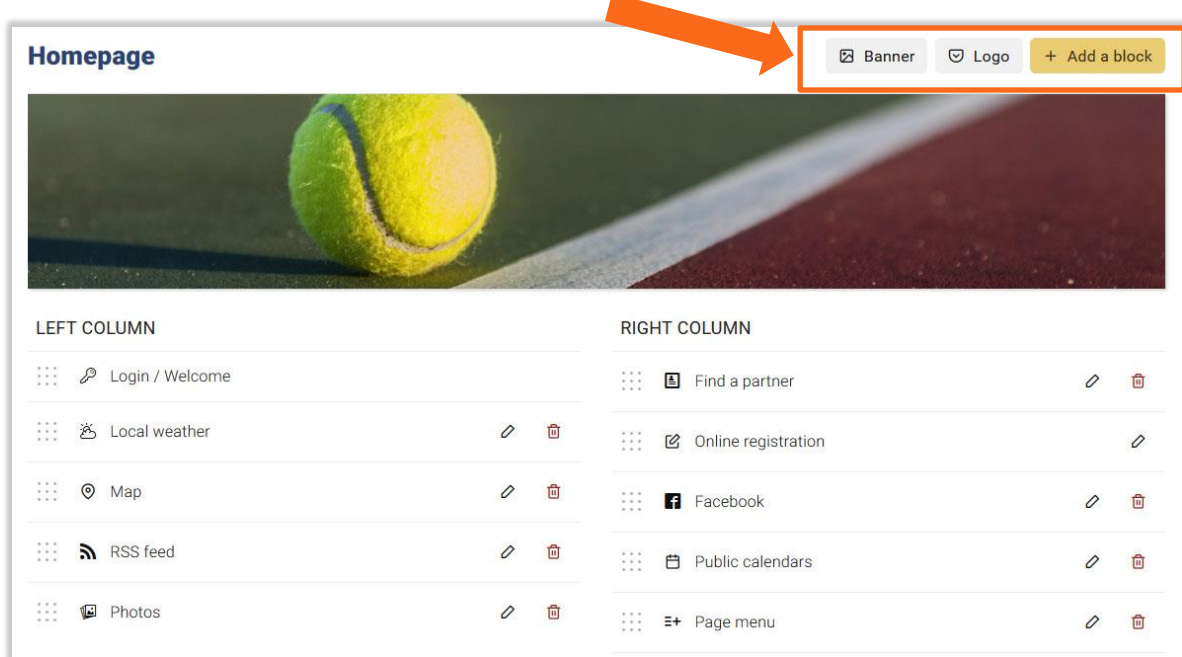 Homepage
Banner
Logo
+ Add a block
LEFT COLUMN
Login / Welcome
Local weather
Map
RSS feed
Photos
RIGHT COLUMN
Find a partner
Online registration
Facebook
Public calendars
Page menu